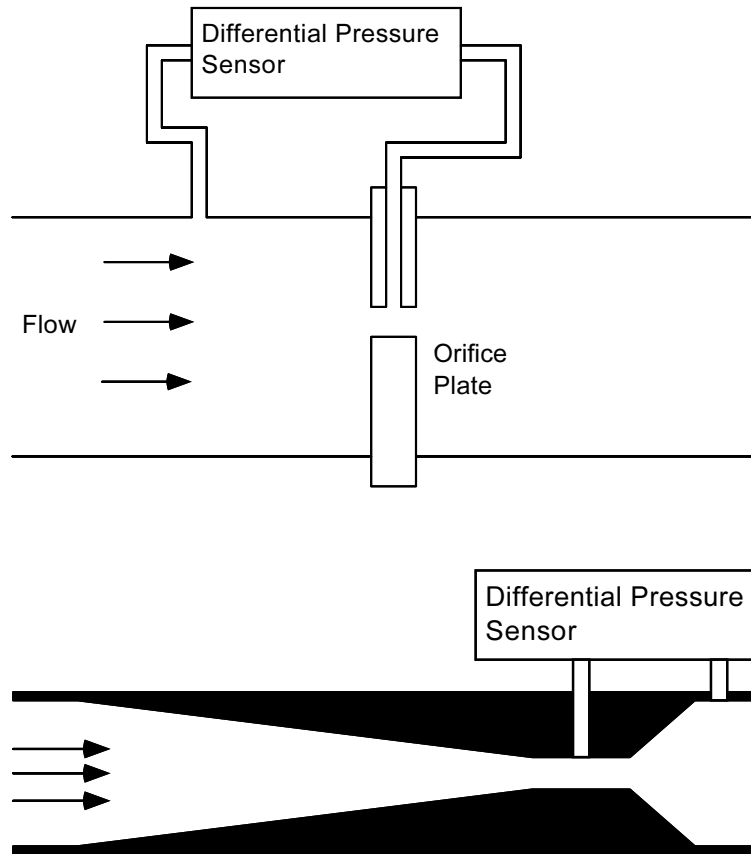 Differential Pressure
Sensor
Flow
Orifice
Plate
Differential Pressure
Sensor